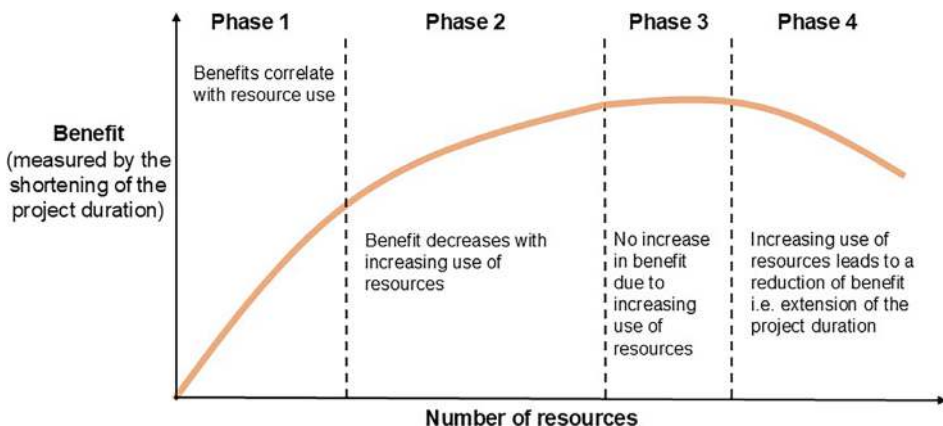 Phase 1
Phase 2
Phase 3
Phase 4
Benefits correlate
with resource use
Benefit
(measured by the
shortening of the
project duration)
Benefit decreases with
increasing use of
resources
No increase
in benefit
due to
increasing
use of
resources
Increasing use of
resources leads to a
reduction of benefit
i.e. extension of the
project duration
Number of resources